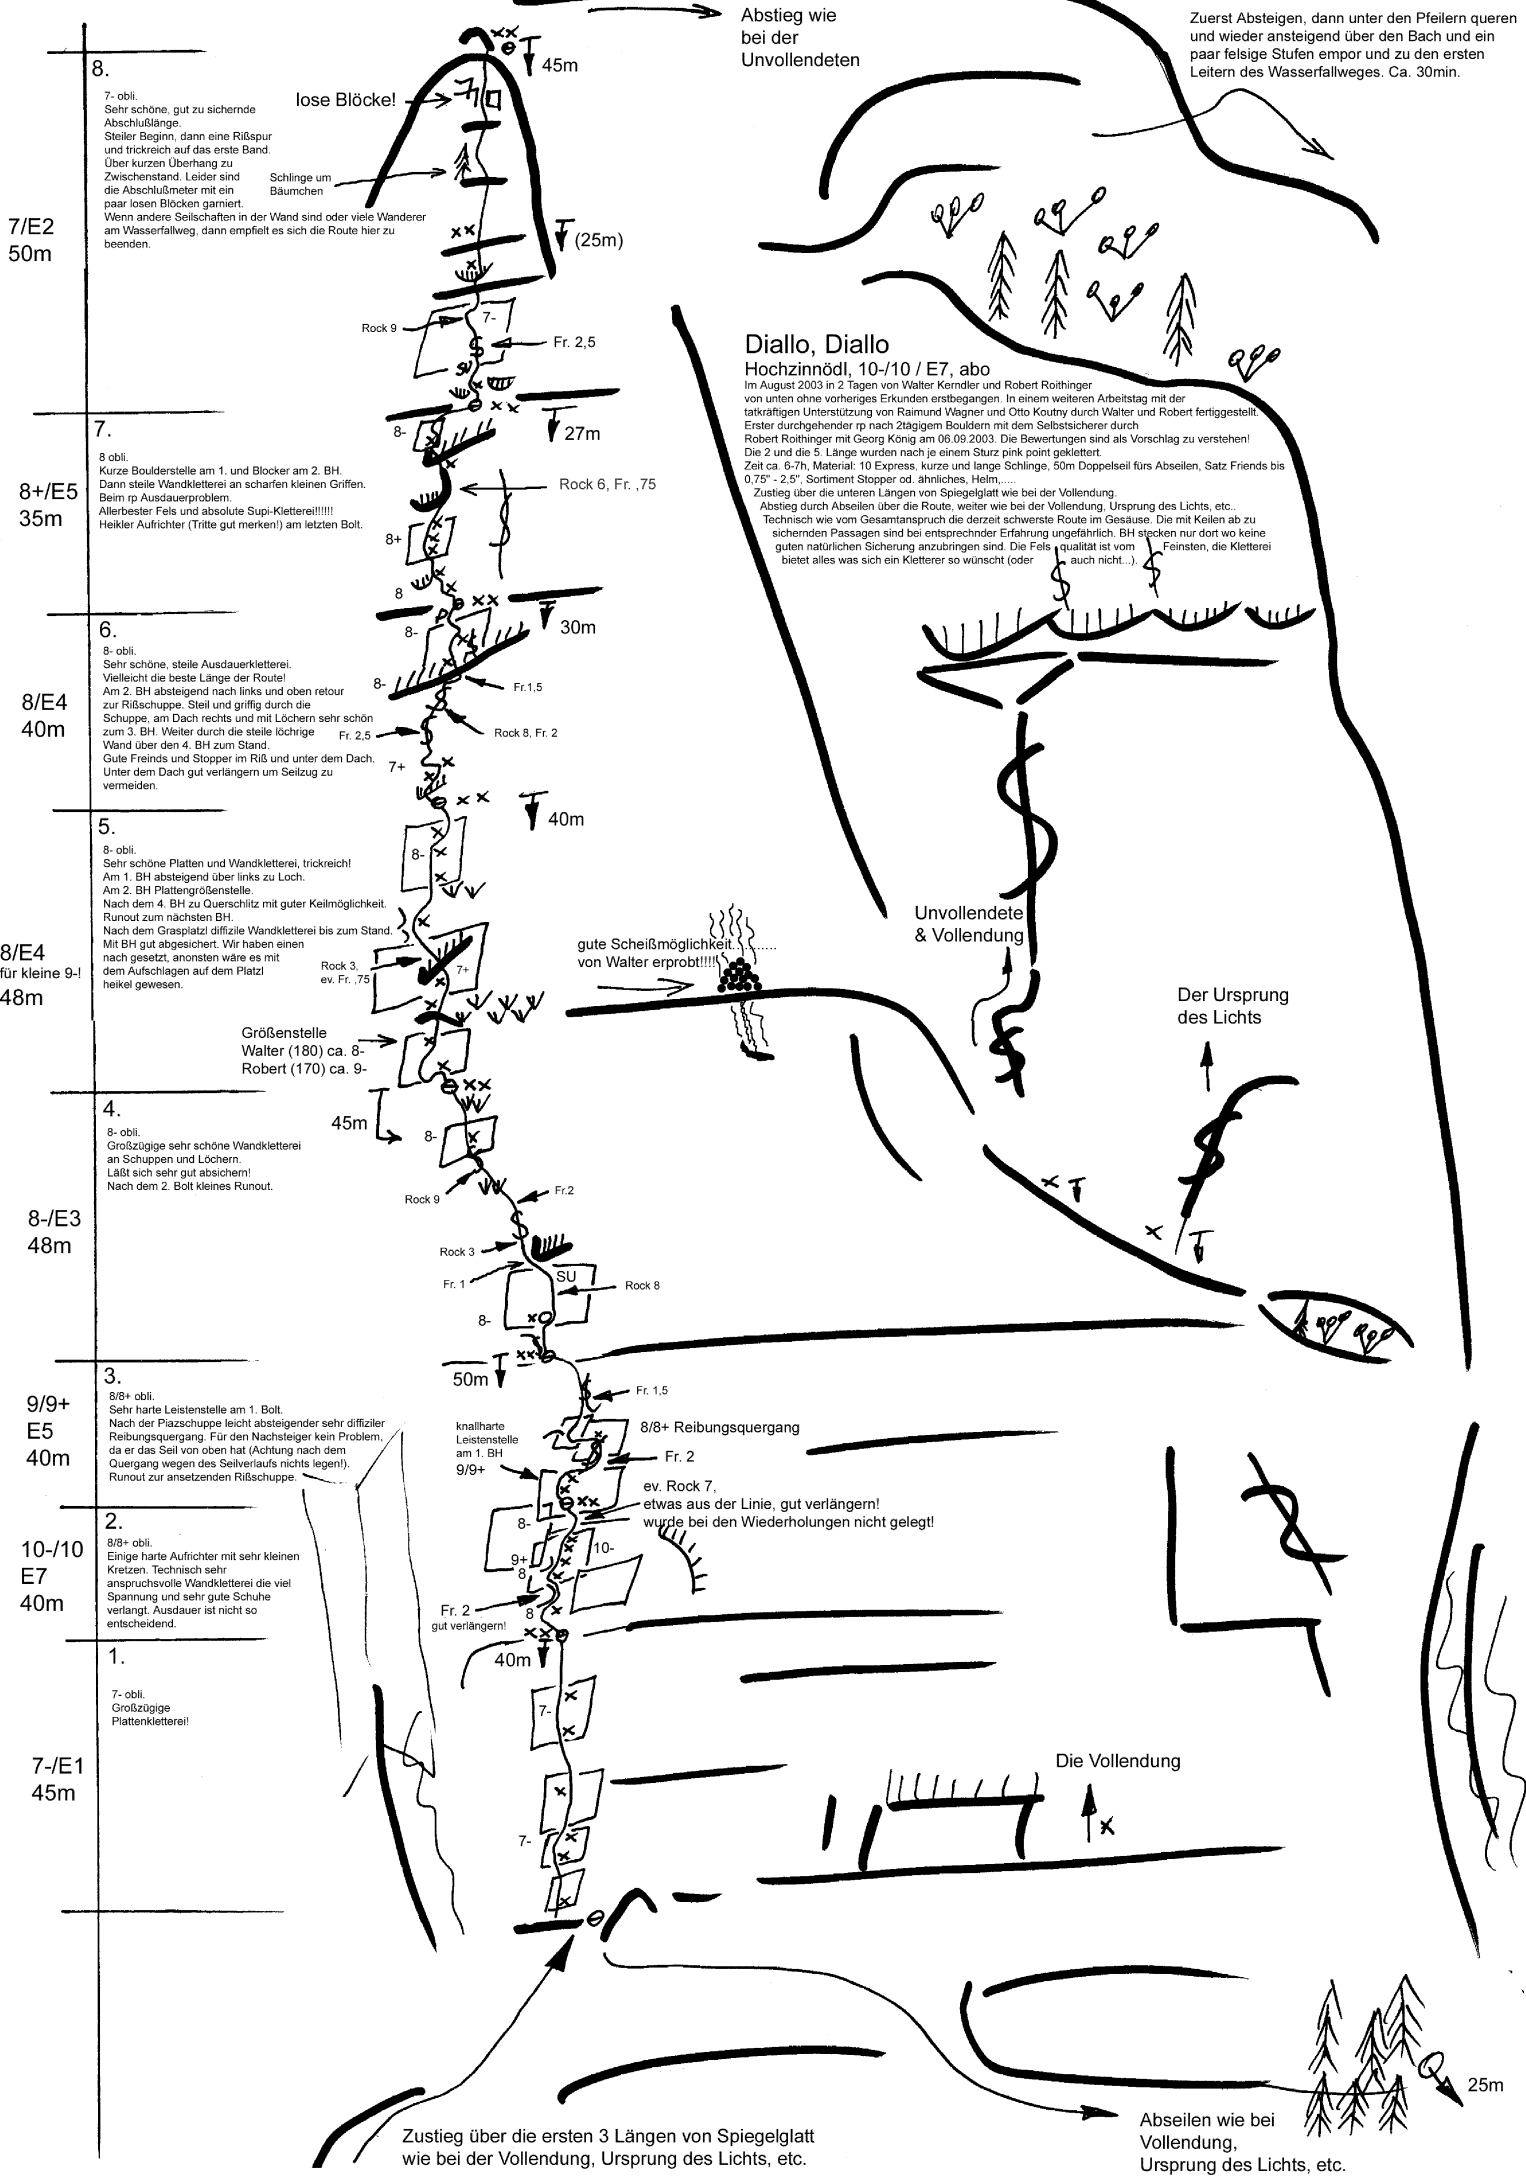 Abstieg wie
bei der
Unvollendeten
Zuerst Absteigen, dann unter den Pfeilern queren
und wieder ansteigend über den Bach und ein
paar felsige Stufen empor und zu den ersten
Leitern des Wasserfallweges. Ca. 30min.
45m
8.
7- obli.
Sehr schöne, gut zu sichernde
Abschlußlänge.
Steiler Beginn, dann eine Rißspur
und trickreich auf das erste Band.
Über kurzen Überhang zu
Zwischenstand. Leider sind
die Abschlußmeter mit ein
paar losen Blöcken garniert.
Wenn andere Seilschaften in der Wand sind oder viele Wanderer
am Wasserfallweg, dann empfielt es sich die Route hier zu
beenden.
lose Blöcke!
Schlinge um
Bäumchen
7/E2
50m
(25m)
Rock 9
7-
Fr. 2,5
SU
27m
Diallo, Diallo
Hochzinnödl, 10-/10 / E7, abo
Im August 2003 in 2 Tagen von Walter Kerndler und Robert Roithinger
von unten ohne vorheriges Erkunden erstbegangen. In einem weiteren Arbeitstag mit der
tatkräftigen Unterstützung von Raimund Wagner und Otto Koutny durch Walter und Robert fertiggestellt.
Erster durchgehender rp nach 2tägigem Bouldern mit dem Selbstsicherer durch
Robert Roithinger mit Georg König am 06.09.2003. Die Bewertungen sind als Vorschlag zu verstehen!
Die 2 und die 5. Länge wurden nach je einem Sturz pink point geklettert.
Zeit ca. 6-7h, Material: 10 Express, kurze und lange Schlinge, 50m Doppelseil fürs Abseilen, Satz Friends bis
0,75" - 2,5", Sortiment Stopper od. ähnliches, Helm,.....
Zustieg über die unteren Längen von Spiegelglatt wie bei der Vollendung.
Abstieg durch Abseilen über die Route, weiter wie bei der Vollendung, Ursprung des Lichts, etc..
Technisch wie vom Gesamtanspruch die derzeit schwerste Route im Gesäuse. Die mit Keilen ab zu
sichernden Passagen sind bei entsprechnder Erfahrung ungefährlich. BH stecken nur dort wo keine
guten natürlichen Sicherung anzubringen sind. Die Fels qualität ist vom Feinsten, die Kletterei
bietet alles was sich ein Kletterer so wünscht (oder auch nicht...).
7.
8 obli.
Kurze Boulderstelle am 1. und Blocker am 2. BH.
Dann steile Wandkletterei an scharfen kleinen Griffen.
Beim rp Ausdauerproblem.
Allerbester Fels und absolute Supi-Kletterei!!!!!!
Heikler Aufrichter (Tritte gut merken!) am letzten Bolt.
8+/E5
35m
8-
Rock 6, Fr. ,75
8+
8
30m
6.
8- obli.
Sehr schöne, steile Ausdauerkletterei.
Vielleicht die beste Länge der Route!
Am 2. BH absteigend nach links und oben retour
zur Rißschuppe. Steil und griffig durch die
Schuppe, am Dach rechts und mit Löchern sehr schön
zum 3. BH. Weiter durch die steile löchrige
Wand über den 4. BH zum Stand.
Gute Freinds und Stopper im Riß und unter dem Dach.
Unter dem Dach gut verlängern um Seilzug zu
vermeiden.
8/E4
40m
8-
8-
Fr.1,5
Fr. 2,5
Rock 8, Fr. 2
7+
40m
5.
8- obli.
Sehr schöne Platten und Wandkletterei, trickreich!
Am 1. BH absteigend über links zu Loch.
Am 2. BH Plattengrößenstelle.
Nach dem 4. BH zu Querschlitz mit guter Keilmöglichkeit.
Runout zum nächsten BH.
Nach dem Grasplatzl diffizile Wandkletterei bis zum Stand.
Mit BH gut abgesichert. Wir haben einen
nach gesetzt, anonsten wäre es mit
dem Aufschlagen auf dem Platzl
heikel gewesen.
8/E4
für kleine 9-!
48m
8-
Rock 3,
ev. Fr. ,75
7+
gute Scheißmöglichkeit..........
von Walter erprobt!!!!
Unvollendete
& Vollendung
Der Ursprung
des Lichts
Größenstelle
Walter (180) ca. 8-
Robert (170) ca. 9-
45m
4.
8- obli.
Großzügige sehr schöne Wandkletterei
an Schuppen und Löchern.
Läßt sich sehr gut absichern!
Nach dem 2. Bolt kleines Runout.
8-/E3
48m
8-
Rock 9
Fr.2
Rock 3
Fr. 1
SU
Rock 8
8-
50m
3.
8/8+ obli.
Sehr harte Leistenstelle am 1. Bolt.
Nach der Piazschuppe leicht absteigender sehr diffiziler
Reibungsquergang. Für den Nachsteiger kein Problem,
da er das Seil von oben hat (Achtung nach dem
Quergang wegen des Seilverlaufs nichts legen!).
Runout zur ansetzenden Rißschuppe.
9/9+
E5
40m
Fr. 1,5
knallharte
Leistenstelle
am 1. BH
9/9+
8/8+ Reibungsquergang
Fr. 2
ev. Rock 7,
etwas aus der Linie, gut verlängern!
wurde bei den Wiederholungen nicht gelegt!
2.
8/8+ obli.
Einige harte Aufrichter mit sehr kleinen
Kretzen. Technisch sehr
anspruchsvolle Wandkletterei die viel
Spannung und sehr gute Schuhe
verlangt. Ausdauer ist nicht so
entscheidend.
10-/10
E7
40m
8-
10-
9+
8
Fr. 2
gut verlängern!
8
40m
1.
7- obli.
Großzügige
Plattenkletterei!
7-/E1
45m
7-
7-
Die Vollendung
25m
Zustieg über die ersten 3 Längen von Spiegelglatt
wie bei der Vollendung, Ursprung des Lichts, etc.
Abseilen wie bei
Vollendung,
Ursprung des Lichts, etc.